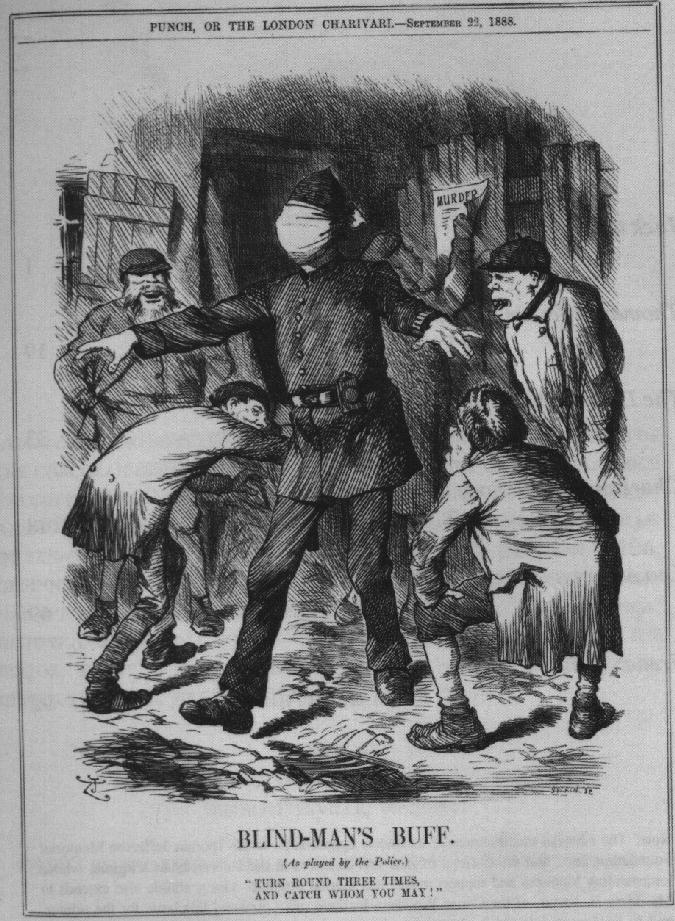 PUNCH, OR THE LONDON CHARIVARI.—SEPTEMBER 22, 1888.
MURDER
BLIND-MAN'S BUFF.
(As played by the Police.)
"TURN ROUND THREE TIMES,
AND CATCH WHOM YOU MAY!"